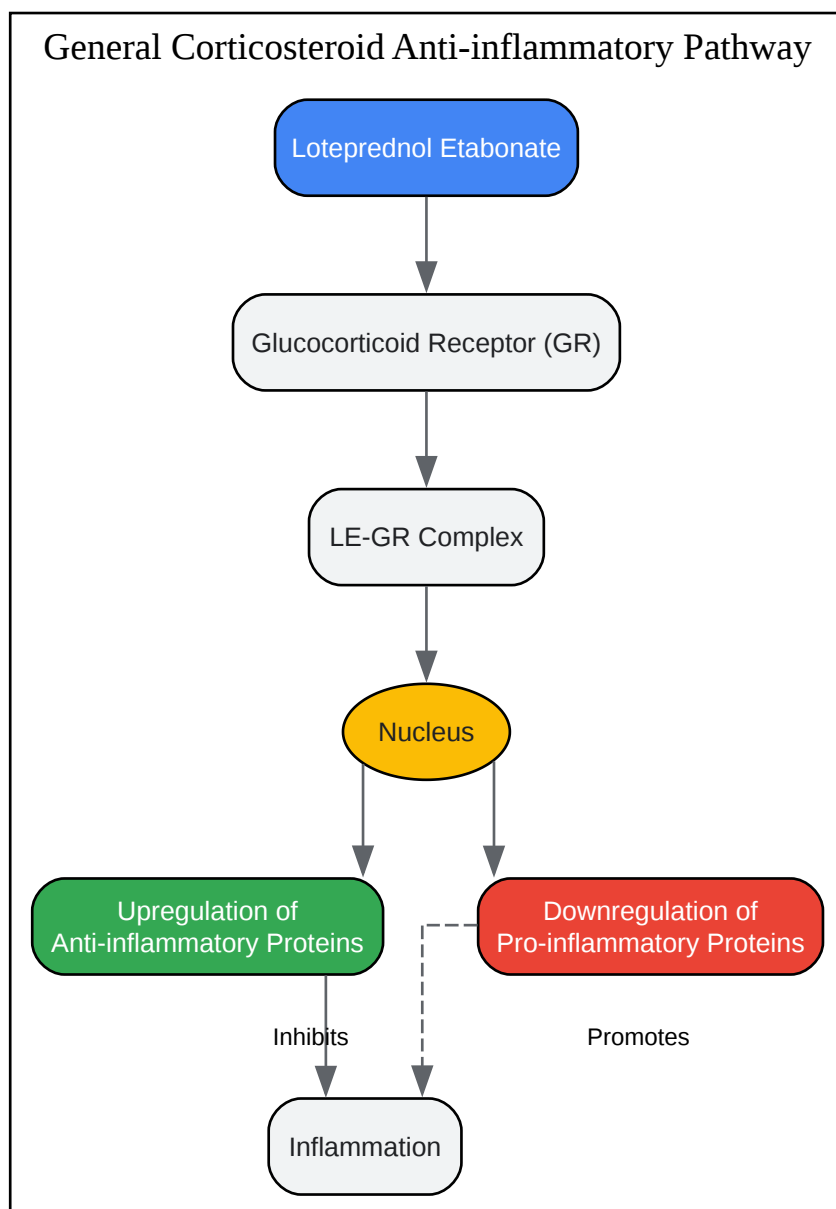 General Corticosteroid Anti-inflammatory Pathway
Loteprednol Etabonate
Glucocorticoid Receptor (GR)
LE-GR Complex
Nucleus
Upregulation of
Anti-inflammatory Proteins
Downregulation of
Pro-inflammatory Proteins
Inhibits
Promotes
Inflammation